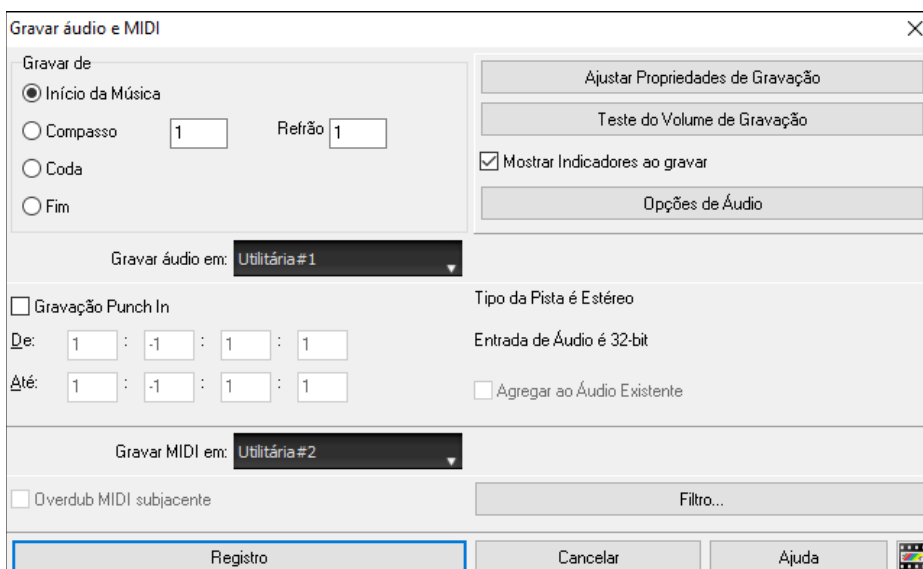 Gravar áudio e MIDI
Gravar de
Início da Música
Compasso 1 Refrão 1
Coda
Fim
Ajustar Propriedades de Gravação
Teste do Volume de Gravação
Mostrar Indicadores ao gravar
Opções de Áudio
Gravar áudio em: Utilitária#1
Gravação Punch In
De: 1 : -1 : 1 : 1
Até: 1 : -1 : 1 : 1
Tipo da Pista é Estéreo
Entrada de Áudio é 32-bit
Agregar ao Áudio Existente
Gravar MIDI em: Utilitária#2
Overdub MIDI subjacente
Filtro...
Registro
Cancelar
Ajuda